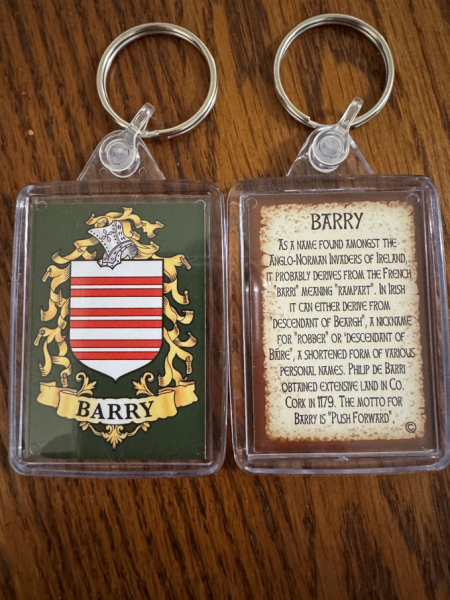 BARRY
BARRY
As a name found amongst the
Anglo-Norman Invaders of Ireland,
it probably derives from the French
"barri" meaning "rampart". In Irish
it can either derive from
descendant of Beargh", a nickname
for "robber" or 'descendant of
Báire", a shortened form of various
personal names. Philip de Barri
obtained extensive land in Co.
Cork in 1179. The motto for
Barry is "Push Forward".
©